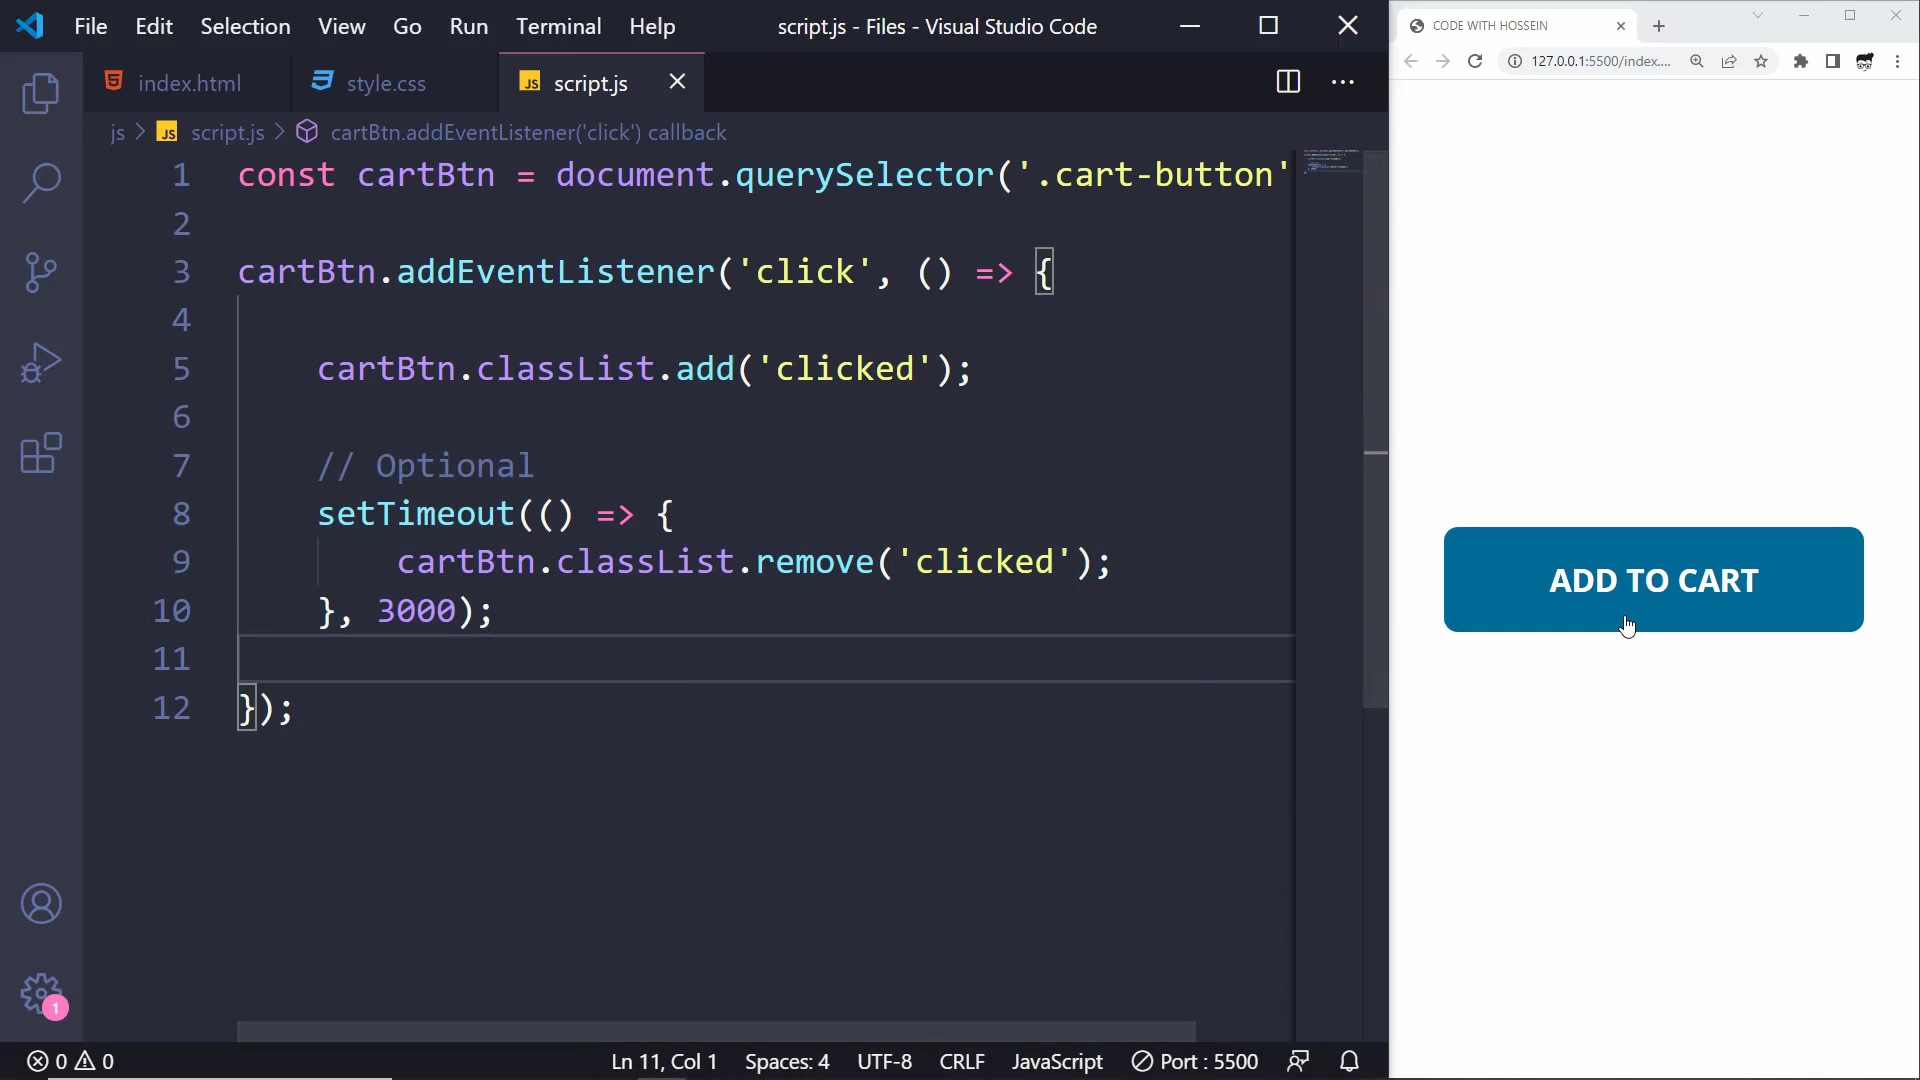 File Edit Selection View Go Run Terminal Help script.js - Files - Visual Studio Code
index.html style.css JS script.js
js > JS script.js > cartBtn.addEventListener('click') callback
1 const cartBtn = document.querySelector('.cart-button'
2
3 cartBtn.addEventListener('click', () => {
4
5 cartBtn.classList.add('clicked');
6
7 // Optional
8 setTimeout(() => {
9 cartBtn.classList.remove('clicked');
10 }, 3000);
11
12 });
1
0 0 Ln 11, Col 1 Spaces: 4 UTF-8 CRLF JavaScript Port : 5500
CODE WITH HOSSEIN
127.0.0.1:5500/index....
ADD TO CART